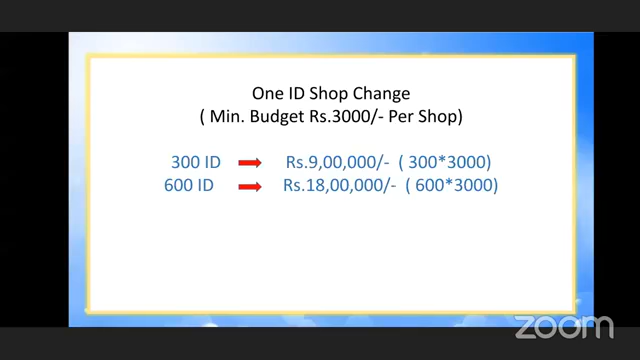 One ID Shop Change
( Min. Budget Rs.3000/- Per Shop)
300 ID Rs.9,00,000/- ( 300*3000)
600 ID Rs.18,00,000/- ( 600*3000)
zoom